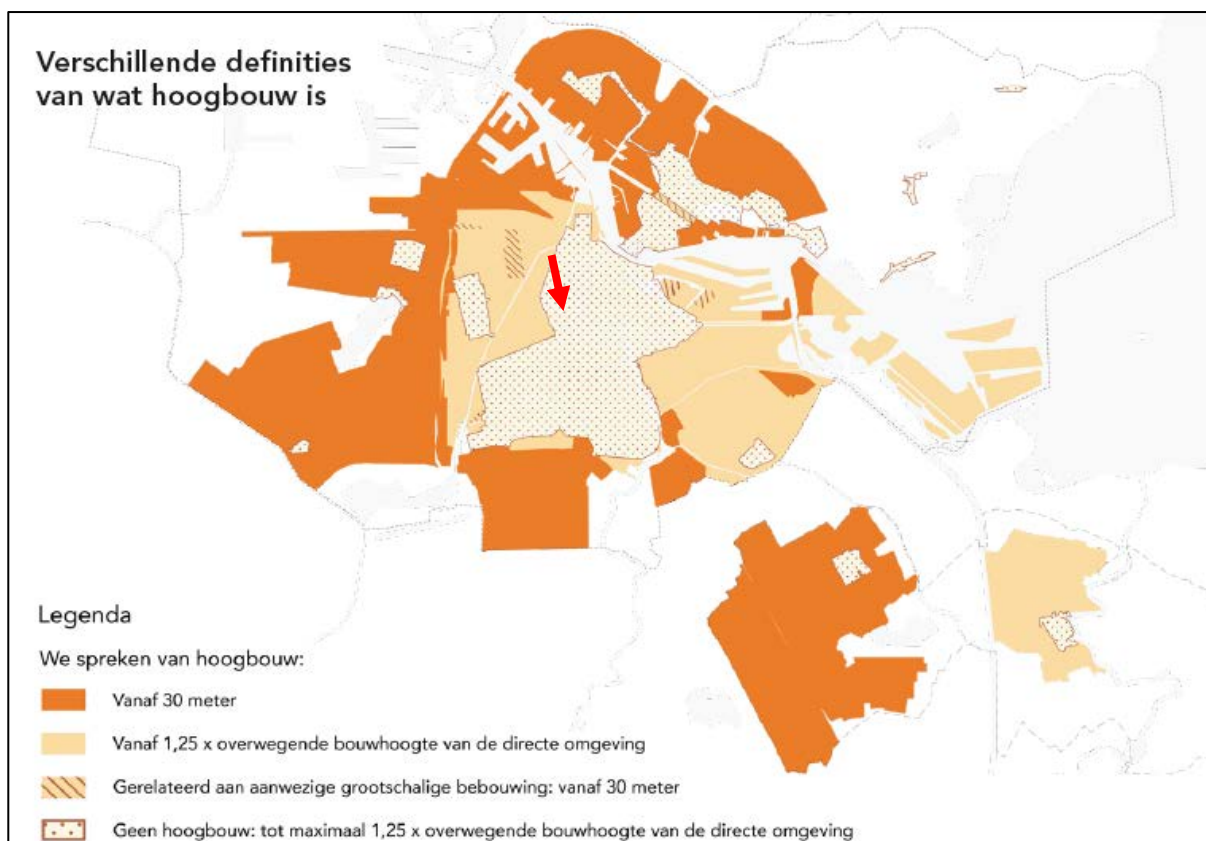 Verschillende definities
van wat hoogbouw is
Legenda
We spreken van hoogbouw:
Vanaf 30 meter
Vanaf 1,25 x overwegende bouwhoogte van de directe omgeving
Gerelateerd aan aanwezige grootschalige bebouwing: vanaf 30 meter
Geen hoogbouw: tot maximaal 1,25 x overwegende bouwhoogte van de directe omgeving